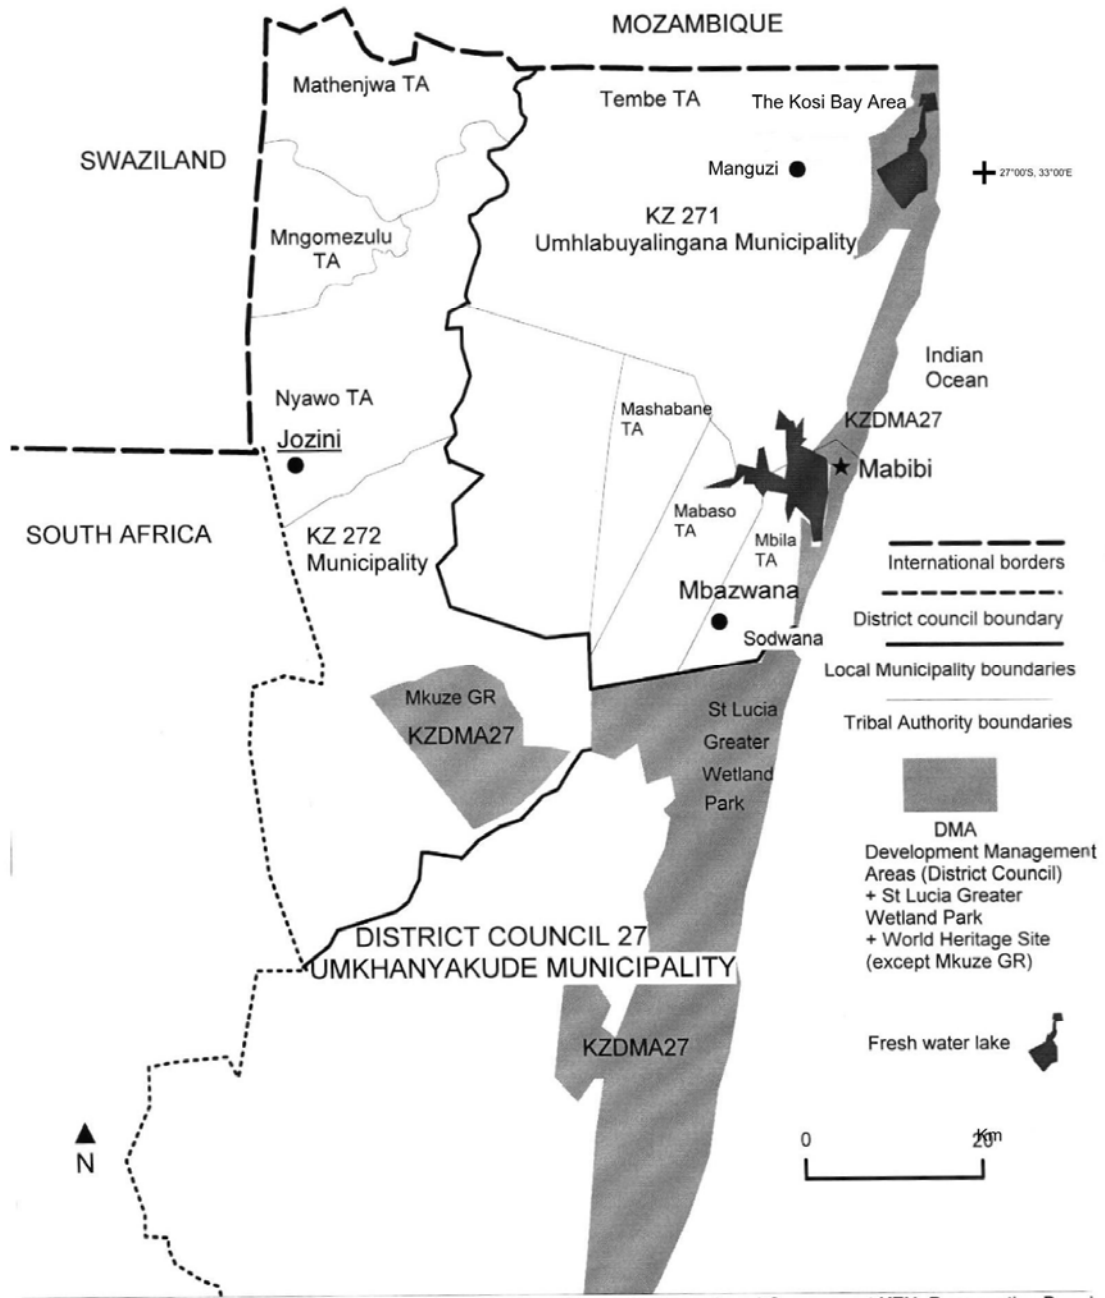 MOZAMBIQUE
Mathenjwa TA
Tembe TA
The Kosi Bay Area
SWAZILAND
Manguzi
27°00'S, 33°00'E
KZ 271
Umhlabuyalingana Municipality
Mngomezulu
TA
Indian
Ocean
Nyawo TA
Jozini
Mashabane
TA
KZDMA27
Mabibi
SOUTH AFRICA
KZ 272
Municipality
Mabaso
TA
Mbila
TA
Mbazwana
Sodwana
International borders
District council boundary
Local Municipality boundaries
Tribal Authority boundaries
Mkuze GR
KZDMA27
St Lucia
Greater
Wetland
Park
DMA
Development Management
Areas (District Council)
+ St Lucia Greater
Wetland Park
+ World Heritage Site
(except Mkuze GR)
DISTRICT COUNCIL 27
UMKHANYAKUDE MUNICIPALITY
KZDMA27
Fresh water lake
N
0 20 Km